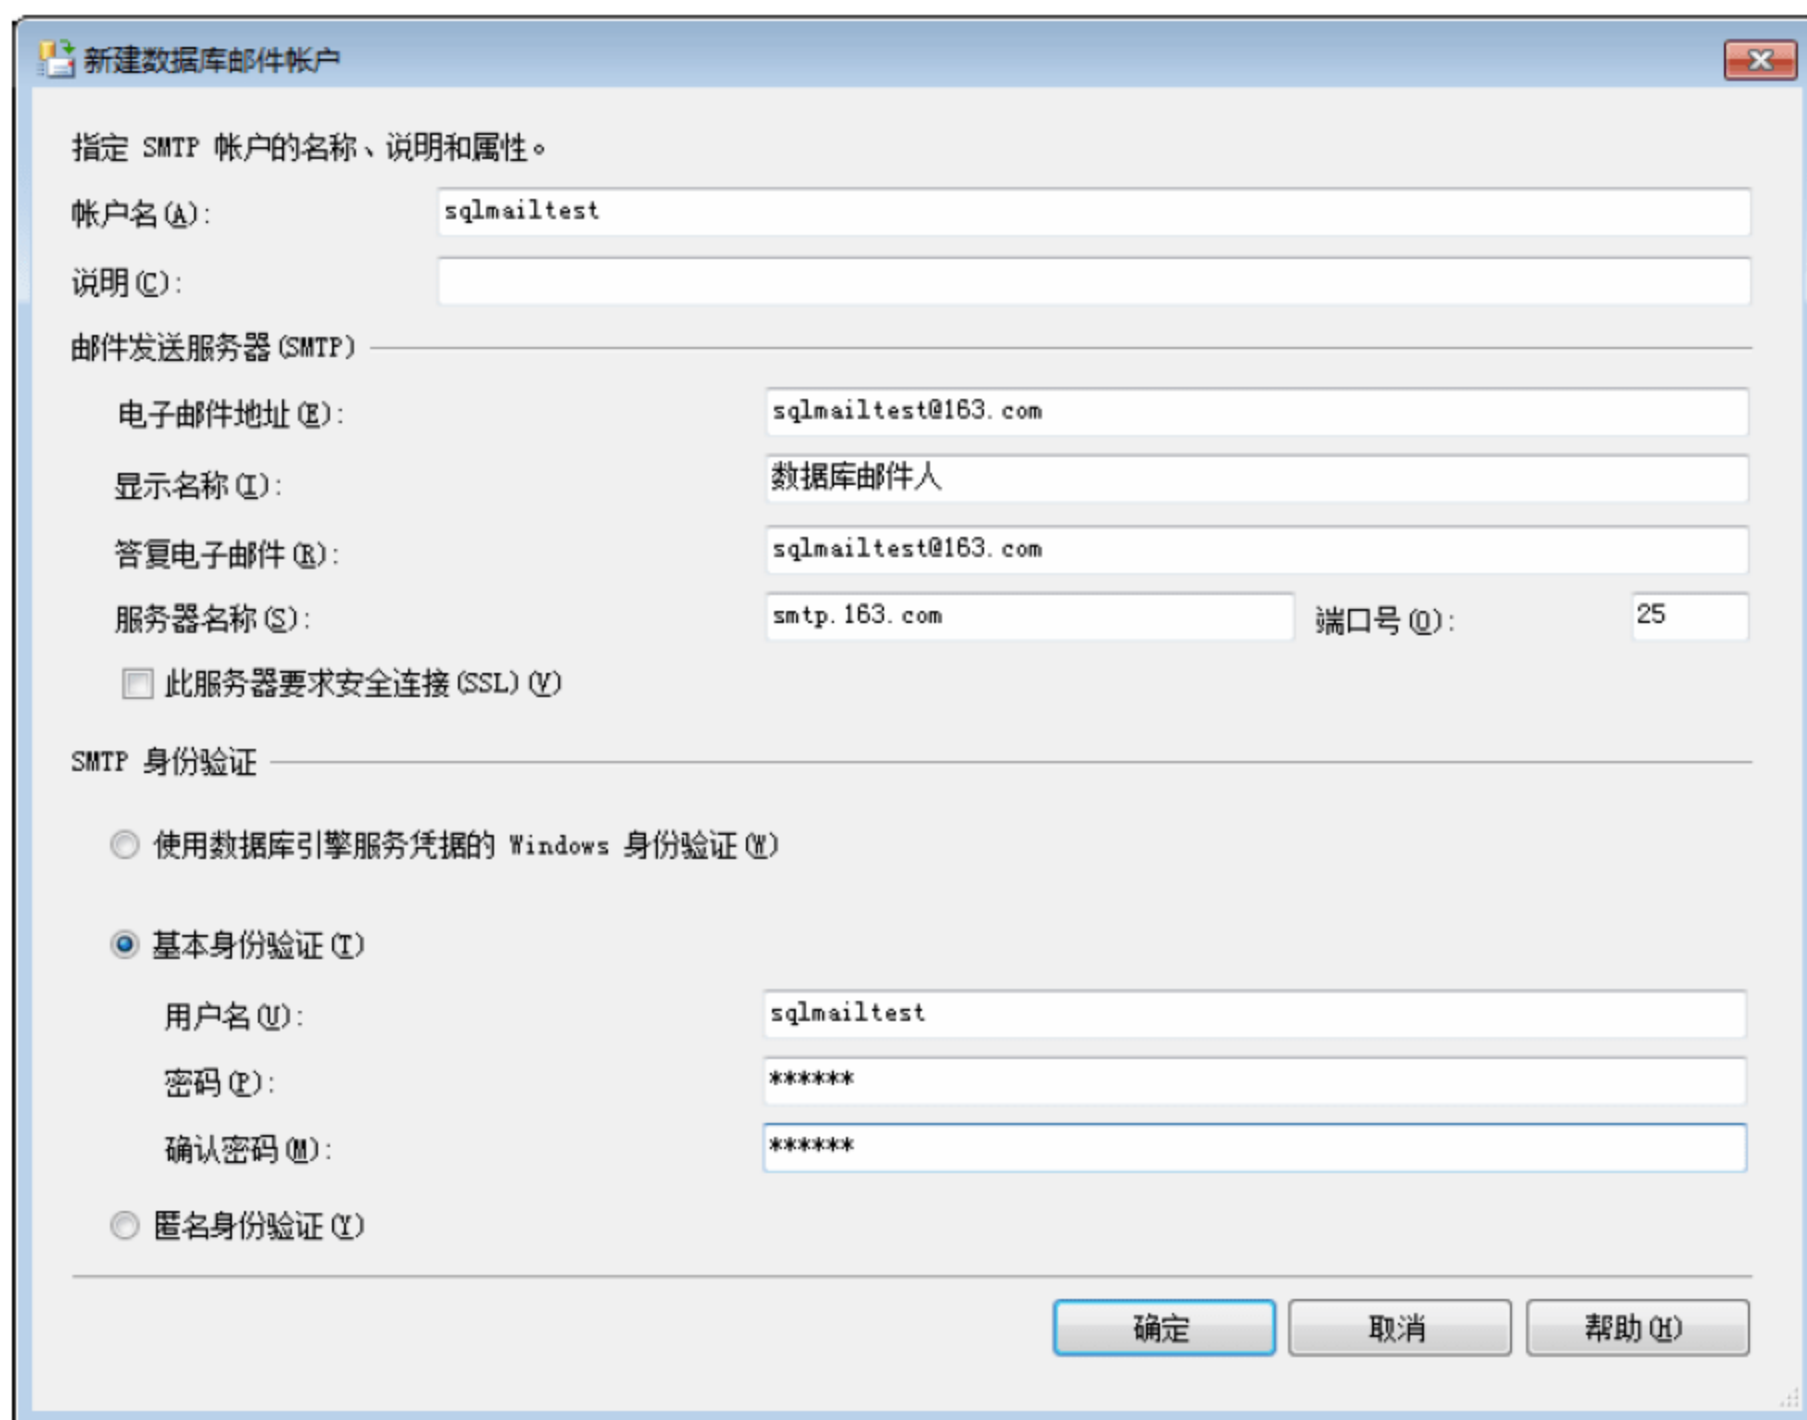 新建数据库邮件帐户
指定 SMTP 帐户的名称、说明和属性。
帐户名(A): sqlmailtest
说明(C):
邮件发送服务器(SMTP)
电子邮件地址(E): sqlmailtest@163.com
显示名称(I): 数据库邮件人
答复电子邮件(R): sqlmailtest@163.com
服务器名称(S): smtp.163.com 端口号(O): 25
此服务器要求安全连接(SSL)(V)
SMTP 身份验证
使用数据库引擎服务凭据的 Windows 身份验证(W)
基本身份验证(T)
用户名(U): sqlmailtest
密码(P): ******
确认密码(M): ******
匿名身份验证(Y)
确定 取消 帮助(H)